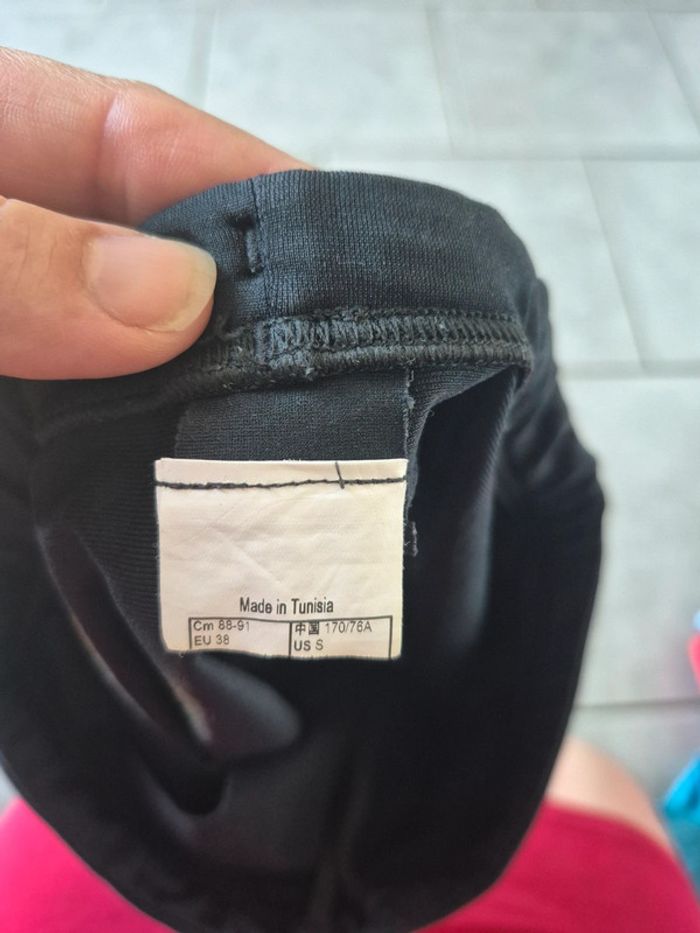 Made in Tunisia
Cm 88-91 中国 170/76A
EU 38 US S